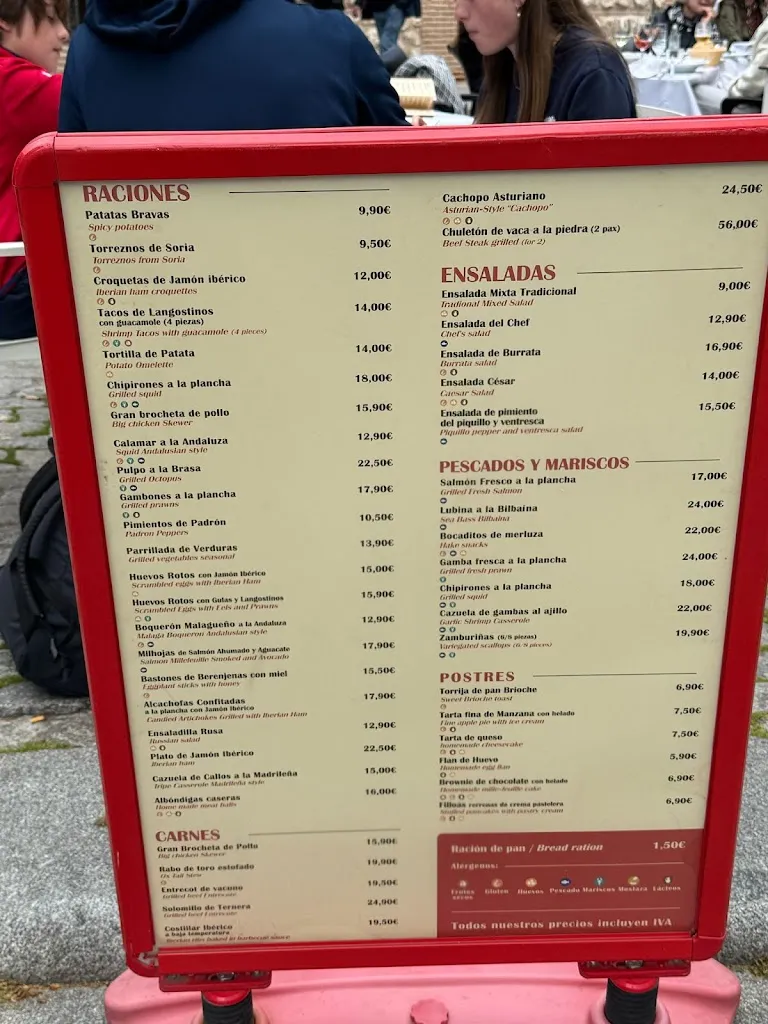 RACIONES
Patatas Bravas 9,90€
Spicy potatoes
Torreznos de Soria 9,50€
Torreznos from Soria
Croquetas de Jamón ibérico 12,00€
Iberian ham croquettes
Tacos de Langostinos 14,00€
con guacamole (4 piezas)
Shrimp Tacos with guacamole (4 pieces)
Tortilla de Patata 14,00€
Potato Omelette
Chipirones a la plancha 18,00€
Grilled squid
Gran brocheta de pollo 15,90€
Big chicken Skewer
Calamar a la Andaluza 12,90€
Squid Andalusian style
Pulpo a la Brasa 22,50€
Grilled Octopus
Gambones a la plancha 17,90€
Grilled prawns
Pimientos de Padrón 10,50€
Padron Peppers
Parrillada de Verduras 13,90€
Grilled vegetables seasonal
Huevos Rotos con Jamón Ibérico 15,00€
Scrambled eggs with Iberian Ham
Huevos Rotos con Gulas y Langostinos 15,90€
Scrambled Eggs with Eels and Prawns
Boquerón Malagueño a la Andaluza 12,90€
Malaga Boqueron Andalusian style
Milhojas de Salmón Ahumado y Aguacate 17,90€
Salmon Millefeuille Smoked and Avocado
Bastones de Berenjenas con miel 15,50€
Eggplant sticks with honey
Alcachofas Confitadas 17,90€
a la plancha con Jamón Ibérico
Candied Artichokes Grilled with Iberian Ham
Ensaladilla Rusa 12,90€
Russian salad
Plato de Jamón Ibérico 22,50€
Iberian ham
Cazuela de Callos a la Madrileña 15,00€
Tripe Casserole Madrileña style
Albóndigas caseras 16,00€
Home made meat balls
CARNES
Gran Brocheta de Pollo 15,90€
Big chicken Skewer
Rabo de toro estofado 19,90€
Ox Tail Stew
Entrecot de vacuno 19,50€
Grilled beef Entrecote
Solomillo de Ternera 24,90€
Grilled beef Entrecote
Costillar Ibérico 19,50€
a baja temperatura
Iberian ribs baked in barbecue sauce
Cachopo Asturiano 24,50€
Asturian-Style "Cachopo"
Chuletón de vaca a la piedra (2 pax) 56,00€
Beef Steak grilled (for 2)
ENSALADAS
Ensalada Mixta Tradicional 9,00€
Tradional Mixed Salad
Ensalada del Chef 12,90€
Chef's salad
Ensalada de Burrata 16,90€
Burrata salad
Ensalada César 14,00€
Caesar Salad
Ensalada de pimiento 15,50€
del piquillo y ventresca
Piquillo pepper and ventresca salad
PESCADOS Y MARISCOS
Salmón Fresco a la plancha 17,00€
Grilled Fresh Salmon
Lubina a la Bilbaína 24,00€
Sea Bass Bilbaina
Bocaditos de merluza 22,00€
Hake snacks
Gamba fresca a la plancha 24,00€
Grilled fresh prawn
Chipirones a la plancha 18,00€
Grilled squid
Cazuela de gambas al ajillo 22,00€
Garlic Shrimp Casserole
Zamburiñas (6/8 piezas) 19,90€
Variegated scallops (6/8 pieces)
POSTRES
Torrija de pan Brioche 6,90€
Sweet Brioche toast
Tarta fina de Manzana con helado 7,50€
Fine apple pie with ice cream
Tarta de queso 7,50€
homemade cheesecake
Flan de Huevo 5,90€
Homemade egg flan
Brownie de chocolate con helado 6,90€
Homemade mille-feuille cake
Filloas rerrenas de crema pastelera 6,90€
Stuffed pancakes with pastry cream
Ración de pan / Bread ration 1,50€
Alérgenos:
Frutos secos Gluten Huevos Pescado Mariscos Mostaza Lácteos
Todos nuestros precios incluyen IVA